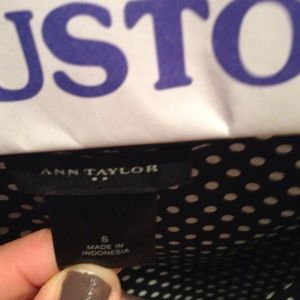 USTO
ANN TAYLOR
S
MADE IN
INDONESIA